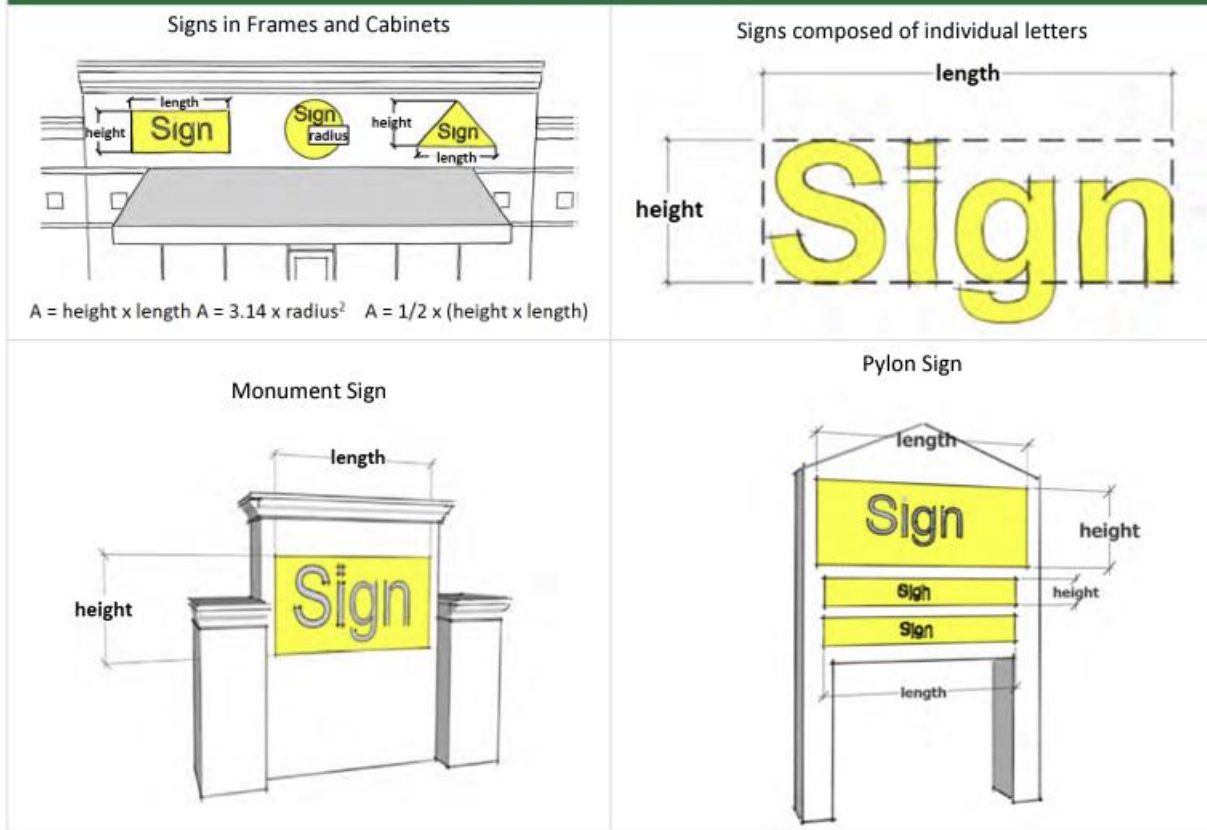 Signs in Frames and Cabinets
length
height
Sign
Sign
radius
height
Sign
length
A = height x length A = 3.14 x radius² A = 1/2 x (height x length)
Signs composed of individual letters
length
height
Sign
Monument Sign
length
height
Sign
Pylon Sign
length
Sign
height
Sign
height
Sign
length